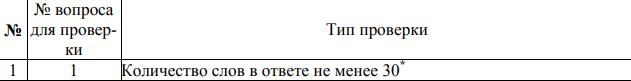 № № вопроса для провер-ки Тип проверки
1 1 Количество слов в ответе не менее 30*